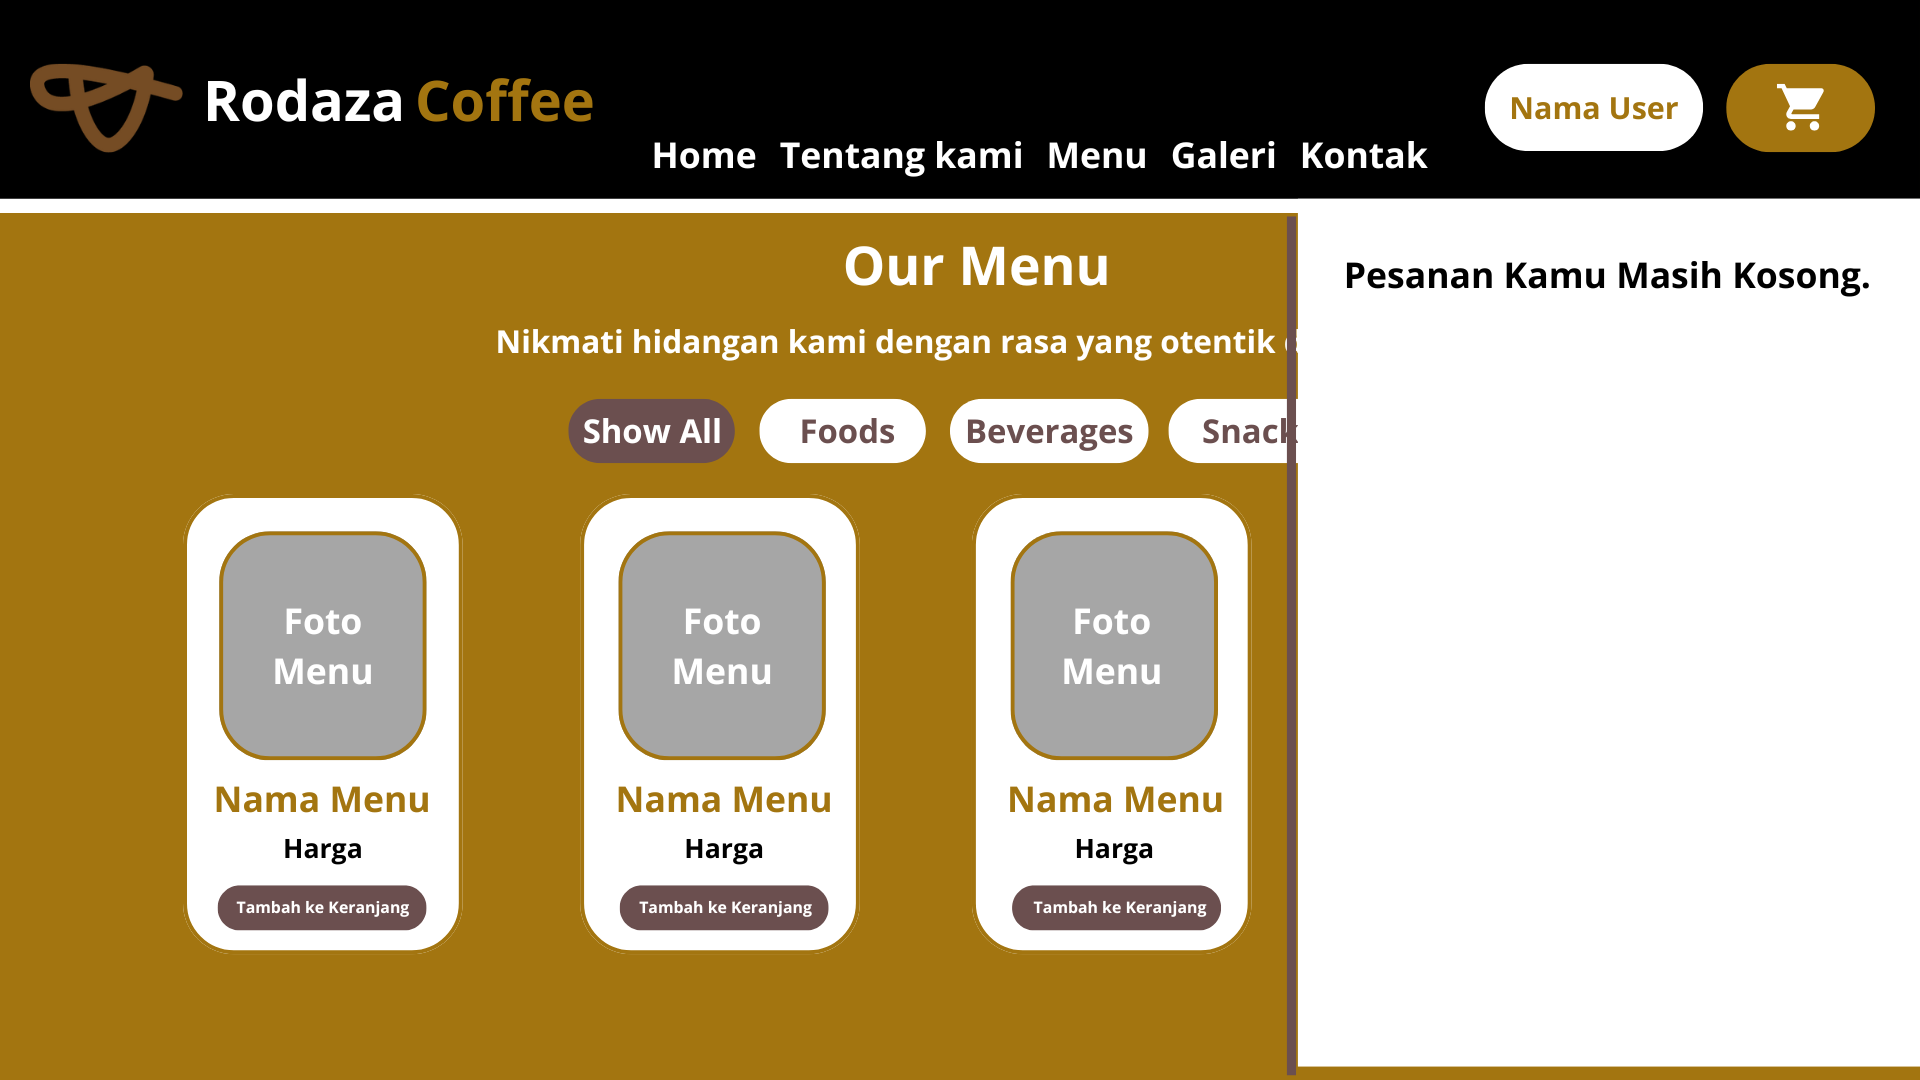 Rodaza Coffee
Home Tentang kami Menu Galeri Kontak
Nama User
Our Menu
Nikmati hidangan kami dengan rasa yang otentik
Show All
Foods
Beverages
Snack
Pesanan Kamu Masih Kosong.
Foto
Menu
Nama Menu
Harga
Tambah ke Keranjang
Foto
Menu
Nama Menu
Harga
Tambah ke Keranjang
Foto
Menu
Nama Menu
Harga
Tambah ke Keranjang